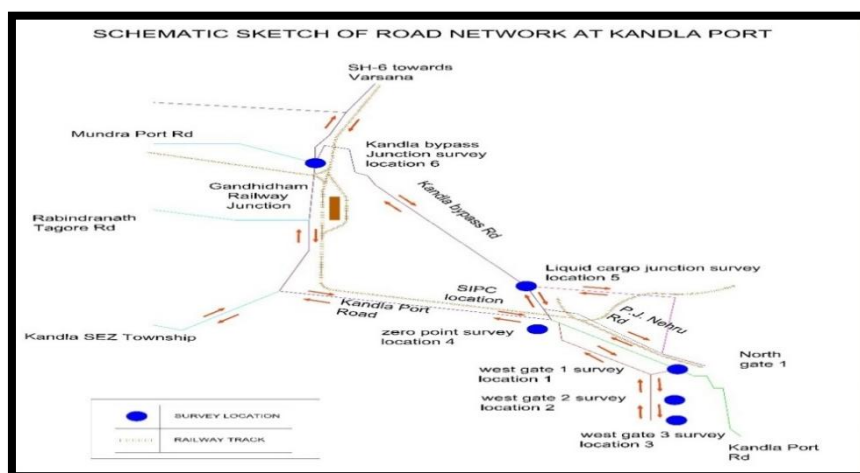 SCHEMATIC SKETCH OF ROAD NETWORK AT KANDLA PORT
SH-6 towards
Varsana
Mundra Port Rd
Kandla bypass
Junction survey
location 6
Gandhidham
Railway
Junction
Kandla bypass Rd
Rabindranath
Tagore Rd
Liquid cargo junction survey
location 5
SIPC
location
Kandla Port
Road
P.J. Nehru
Rd
Kandla SEZ Township
zero point survey
location 4
North
gate 1
west gate 1 survey
location 1
west gate 2 survey
location 2
west gate 3 survey
location 3
Kandla Port
Rd
SURVEY LOCATION
RAILWAY TRACK